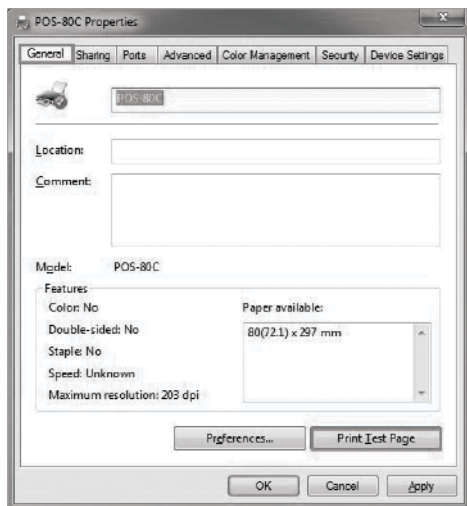 POS-80C Properties
General Sharing Ports Advanced Color Management Security Device Settings
POS-80C
Location:
Comment:
Model: POS-80C
Features
Color: No
Double-sided: No
Staple: No
Speed: Unknown
Maximum resolution: 203 dpi
Paper available:
80(72.1) x 297 mm
Preferences... Print Test Page
OK Cancel Apply